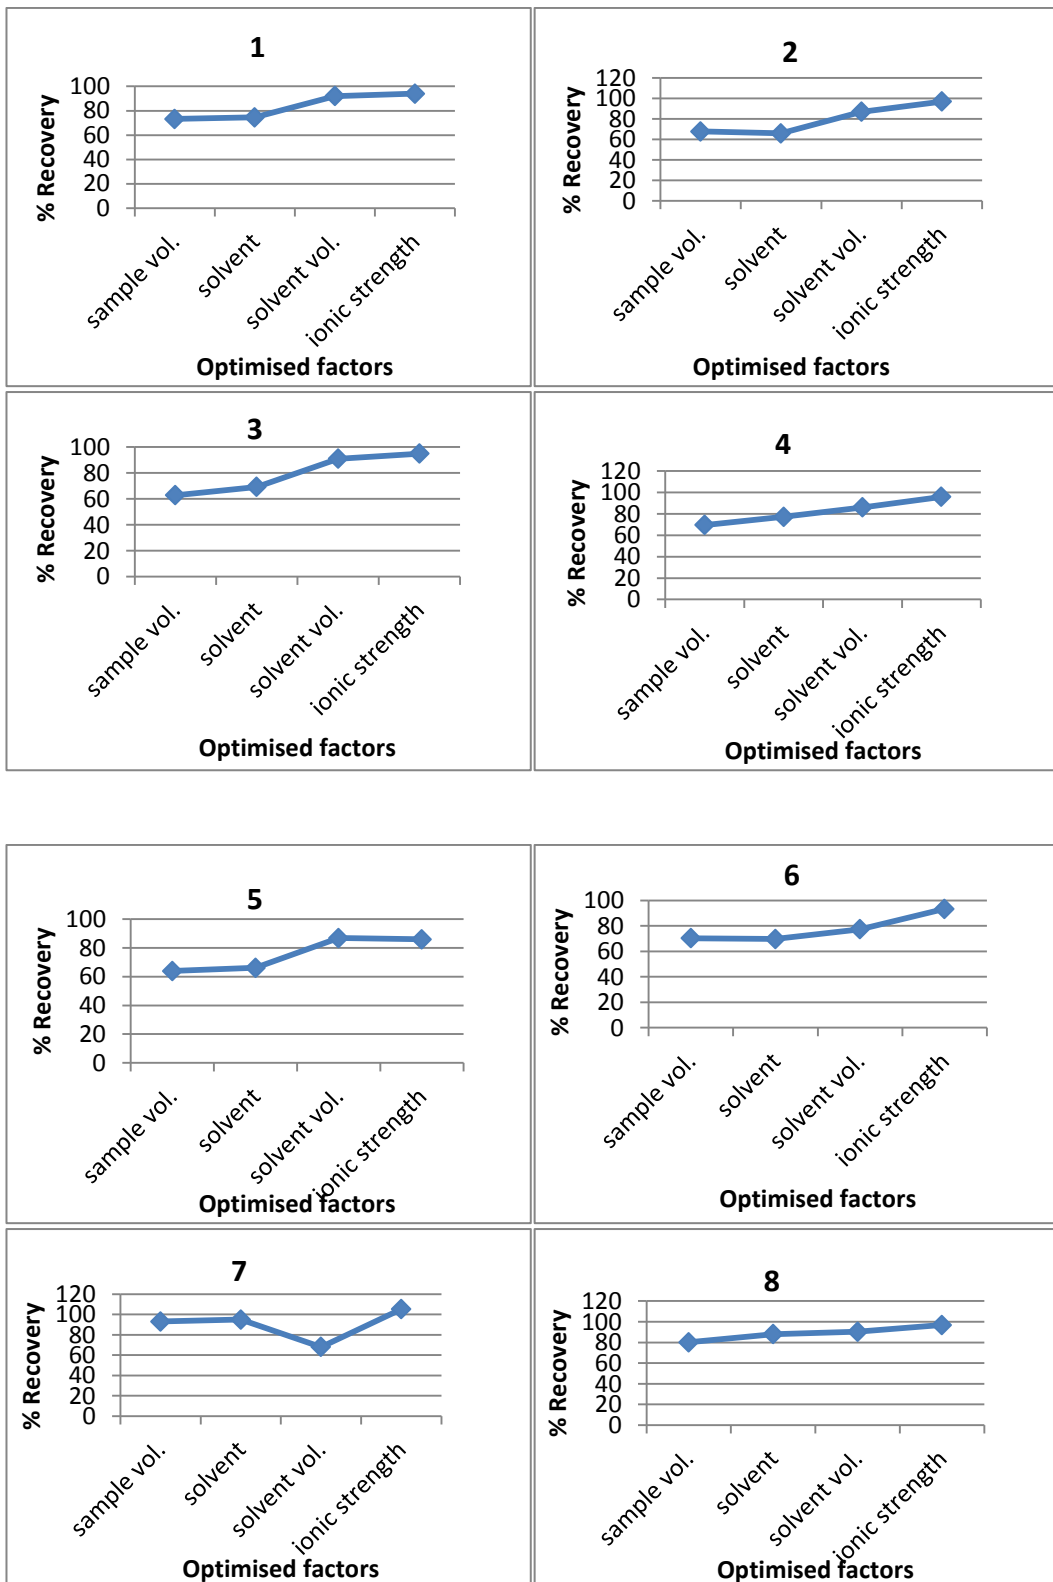 1
% Recovery
100
80
60
40
20
0
sample vol.
solvent
solvent vol.
ionic strength
Optimised factors
2
% Recovery
120
100
80
60
40
20
0
sample vol.
solvent
solvent vol.
ionic strength
Optimised factors
3
% Recovery
100
80
60
40
20
0
sample vol.
solvent
solvent vol.
ionic strength
Optimised factors
4
% Recovery
120
100
80
60
40
20
0
sample vol.
solvent
solvent vol.
ionic strength
Optimised factors
5
% Recovery
100
80
60
40
20
0
sample vol.
solvent
solvent vol.
ionic strength
Optimised factors
6
% Recovery
100
80
60
40
20
0
sample vol.
solvent
solvent vol.
ionic strength
Optimised factors
7
% Recovery
120
100
80
60
40
20
0
sample vol.
solvent
solvent vol.
ionic strength
Optimised factors
8
% Recovery
120
100
80
60
40
20
0
sample vol.
solvent
solvent vol.
ionic strength
Optimised factors